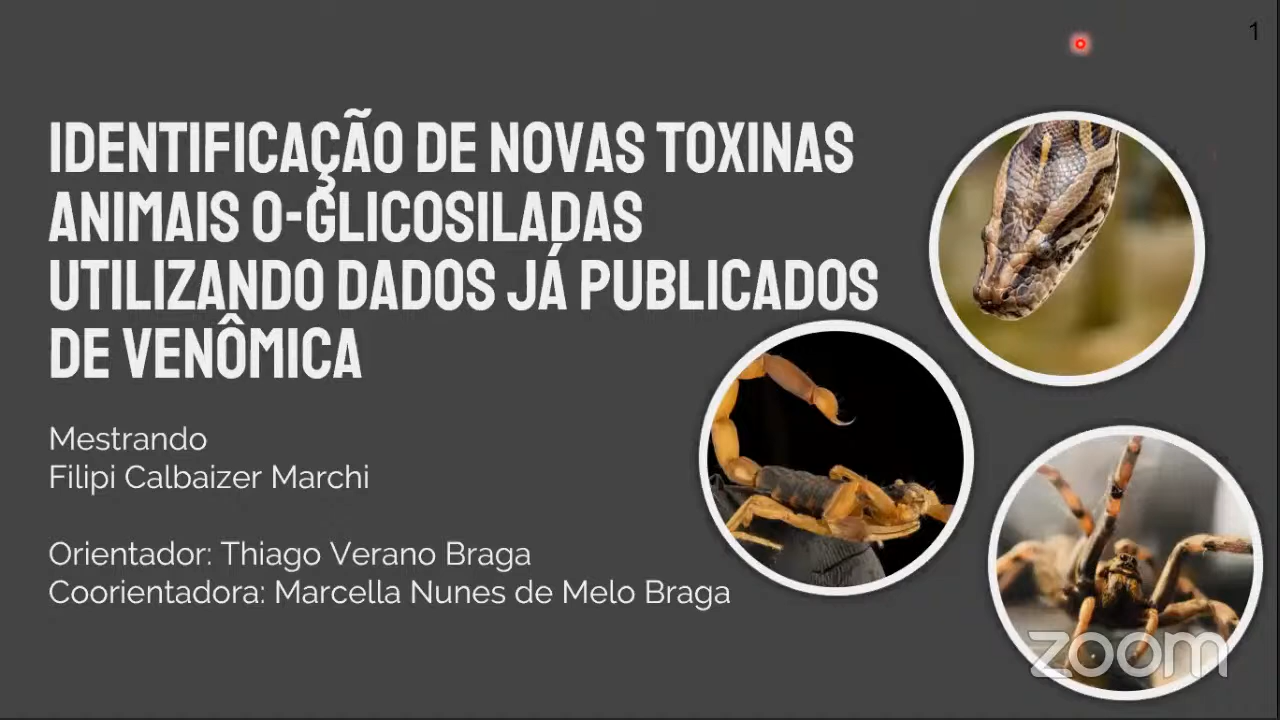 1
IDENTIFICAÇÃO DE NOVAS TOXINAS
ANIMAIS O-GLICOSILADAS
UTILIZANDO DADOS JÁ PUBLICADOS
DE VENÔMICA
Mestrando
Filipi Calbaizer Marchi
Orientador: Thiago Verano Braga
Coorientadora: Marcella Nunes de Melo Braga
zoom